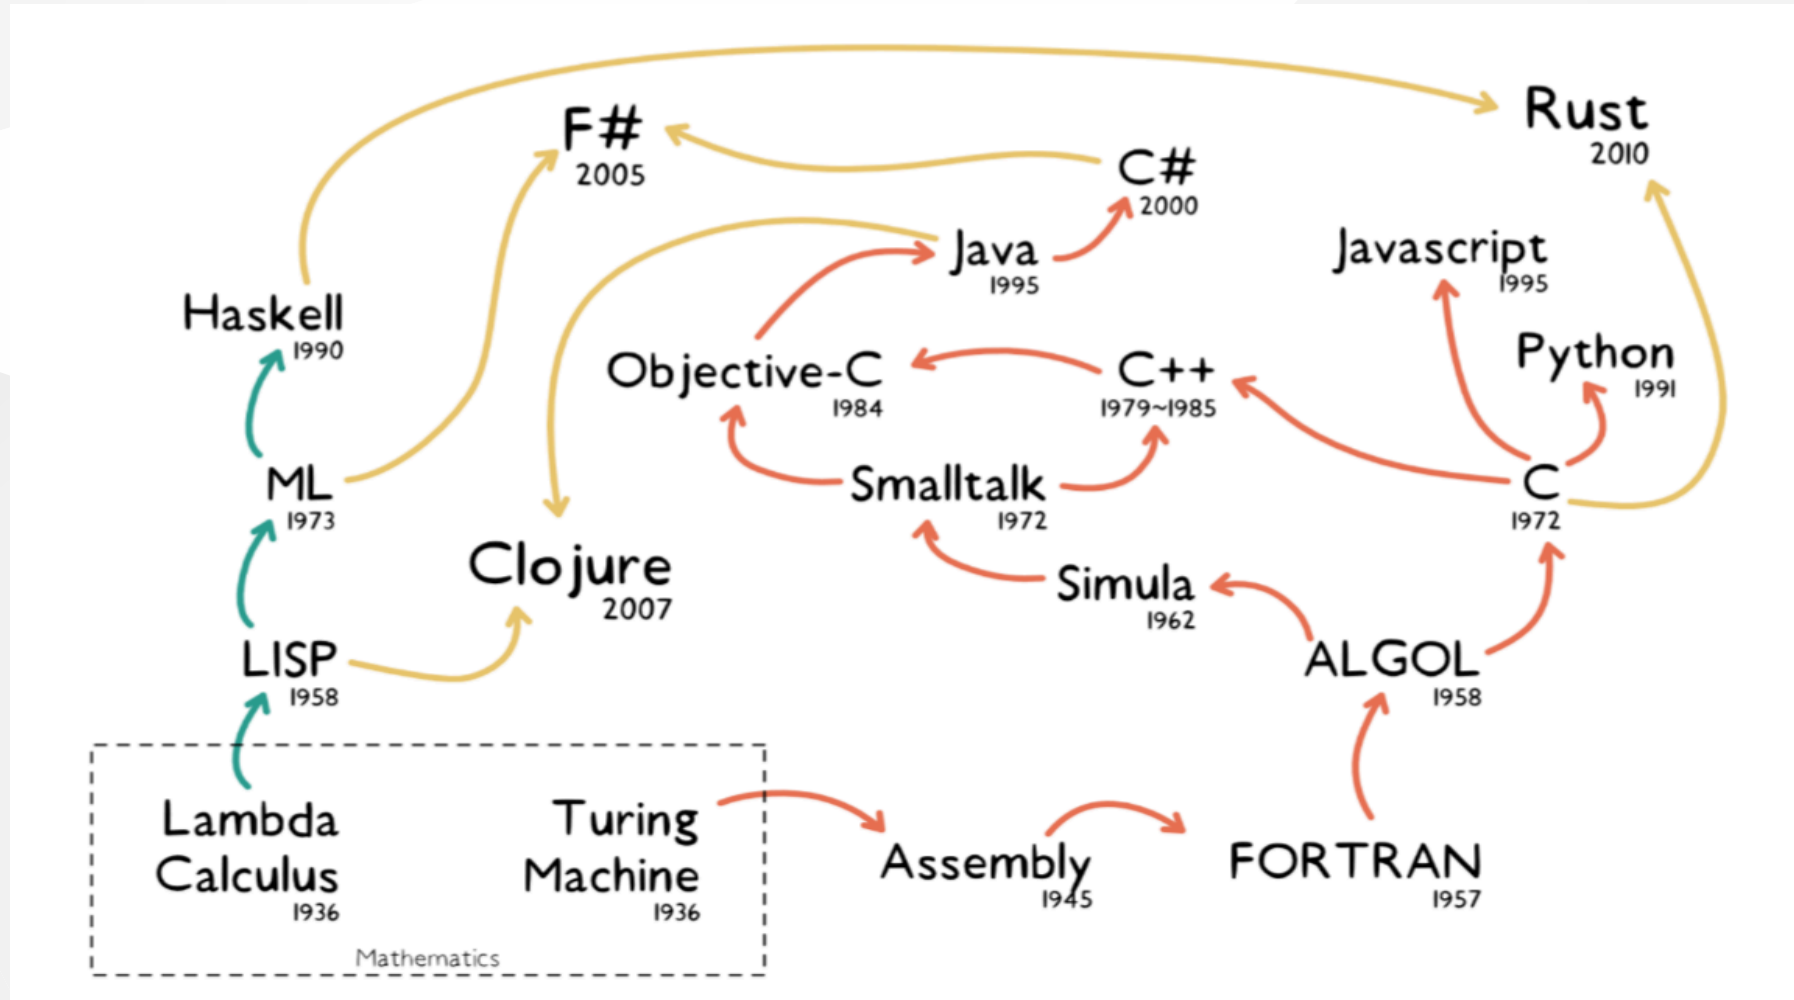 F#
2005
Rust
2010
C#
2000
Java
1995
Javascript
1995
Haskell
1990
Objective-C
1984
C++
1979~1985
Python
1991
ML
1973
Smalltalk
1972
C
1972
Clojure
2007
Simula
1962
LISP
1958
ALGOL
1958
Lambda
Calculus
1936
Turing
Machine
1936
Assembly
1945
FORTRAN
1957
Mathematics